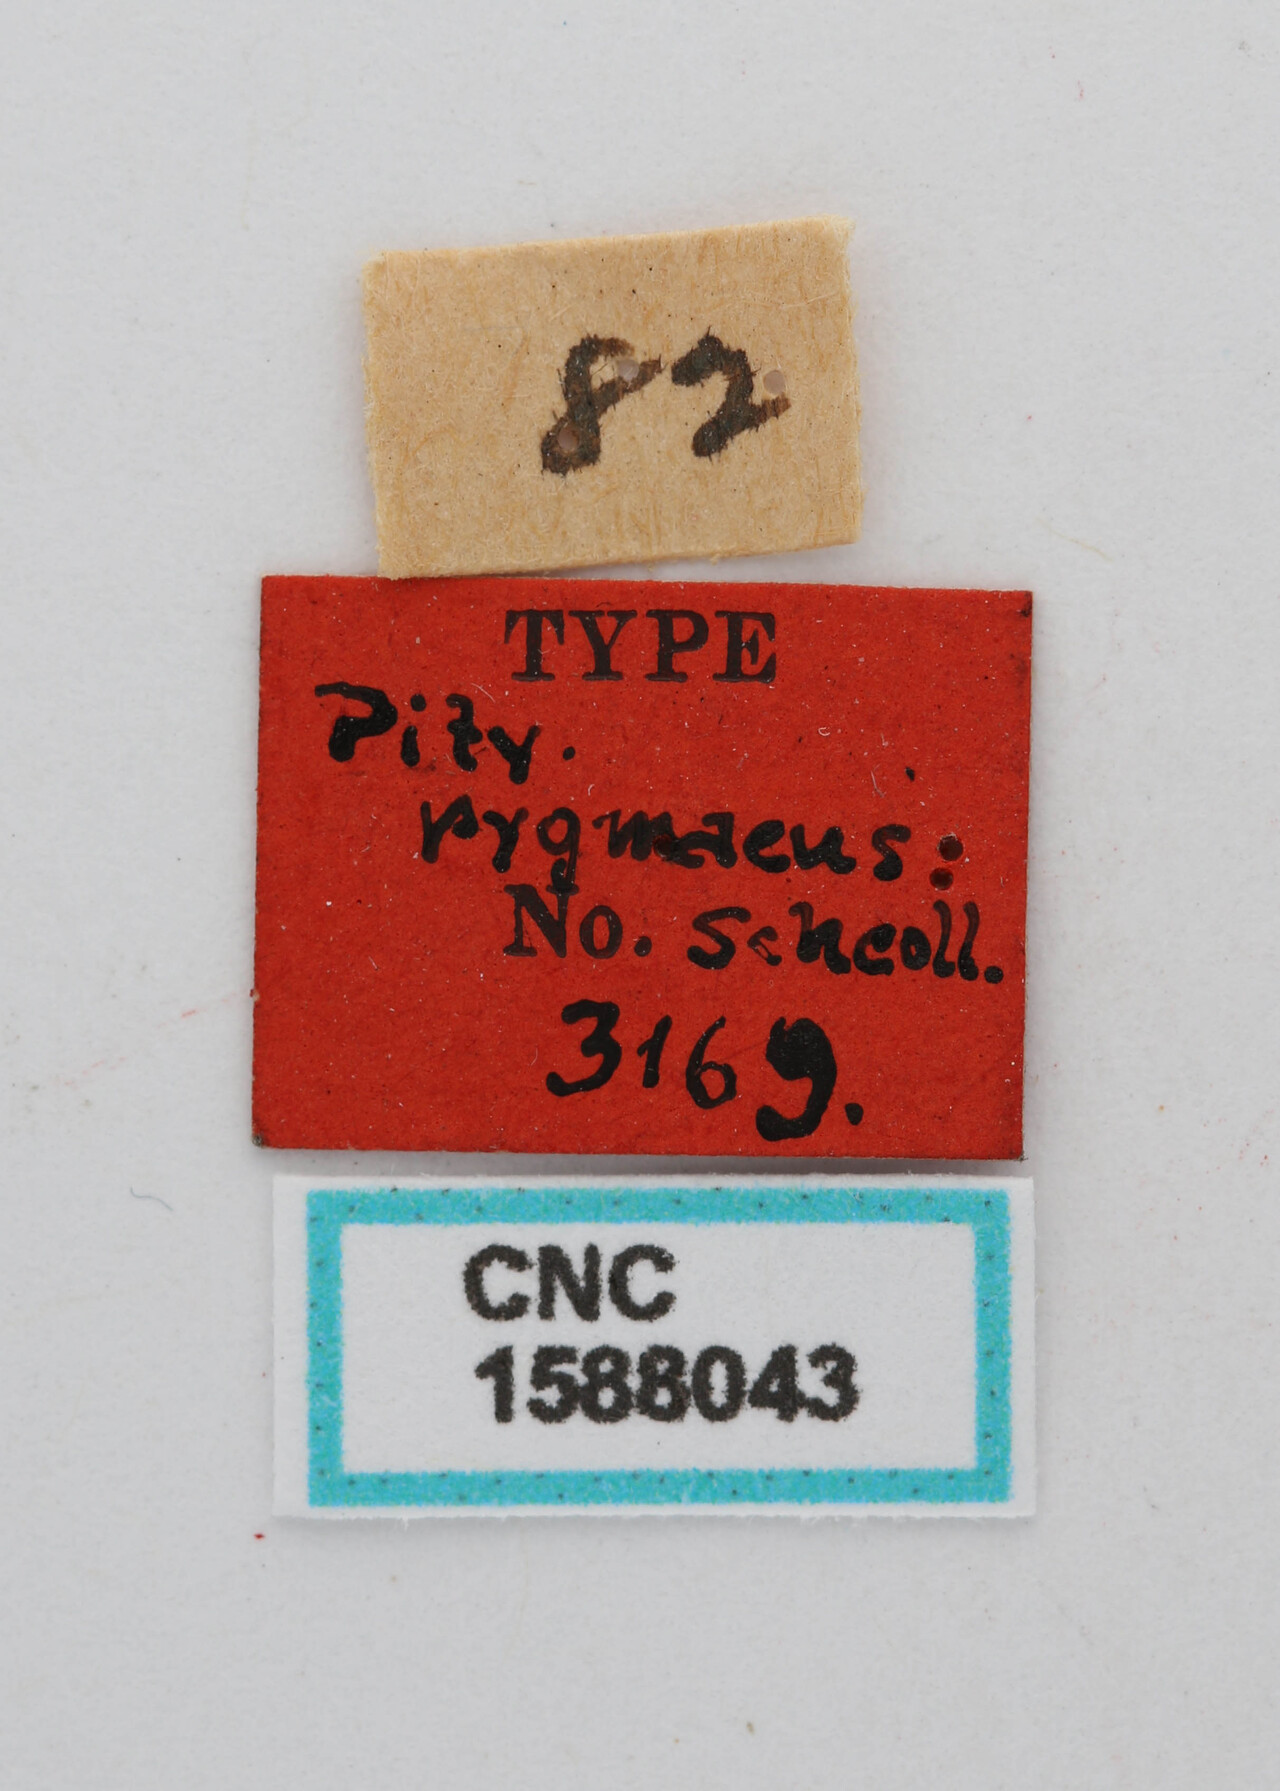 82
TYPE
Pity.
pygmaeus:
No. Schcoll.
3169.
CNC
1588043